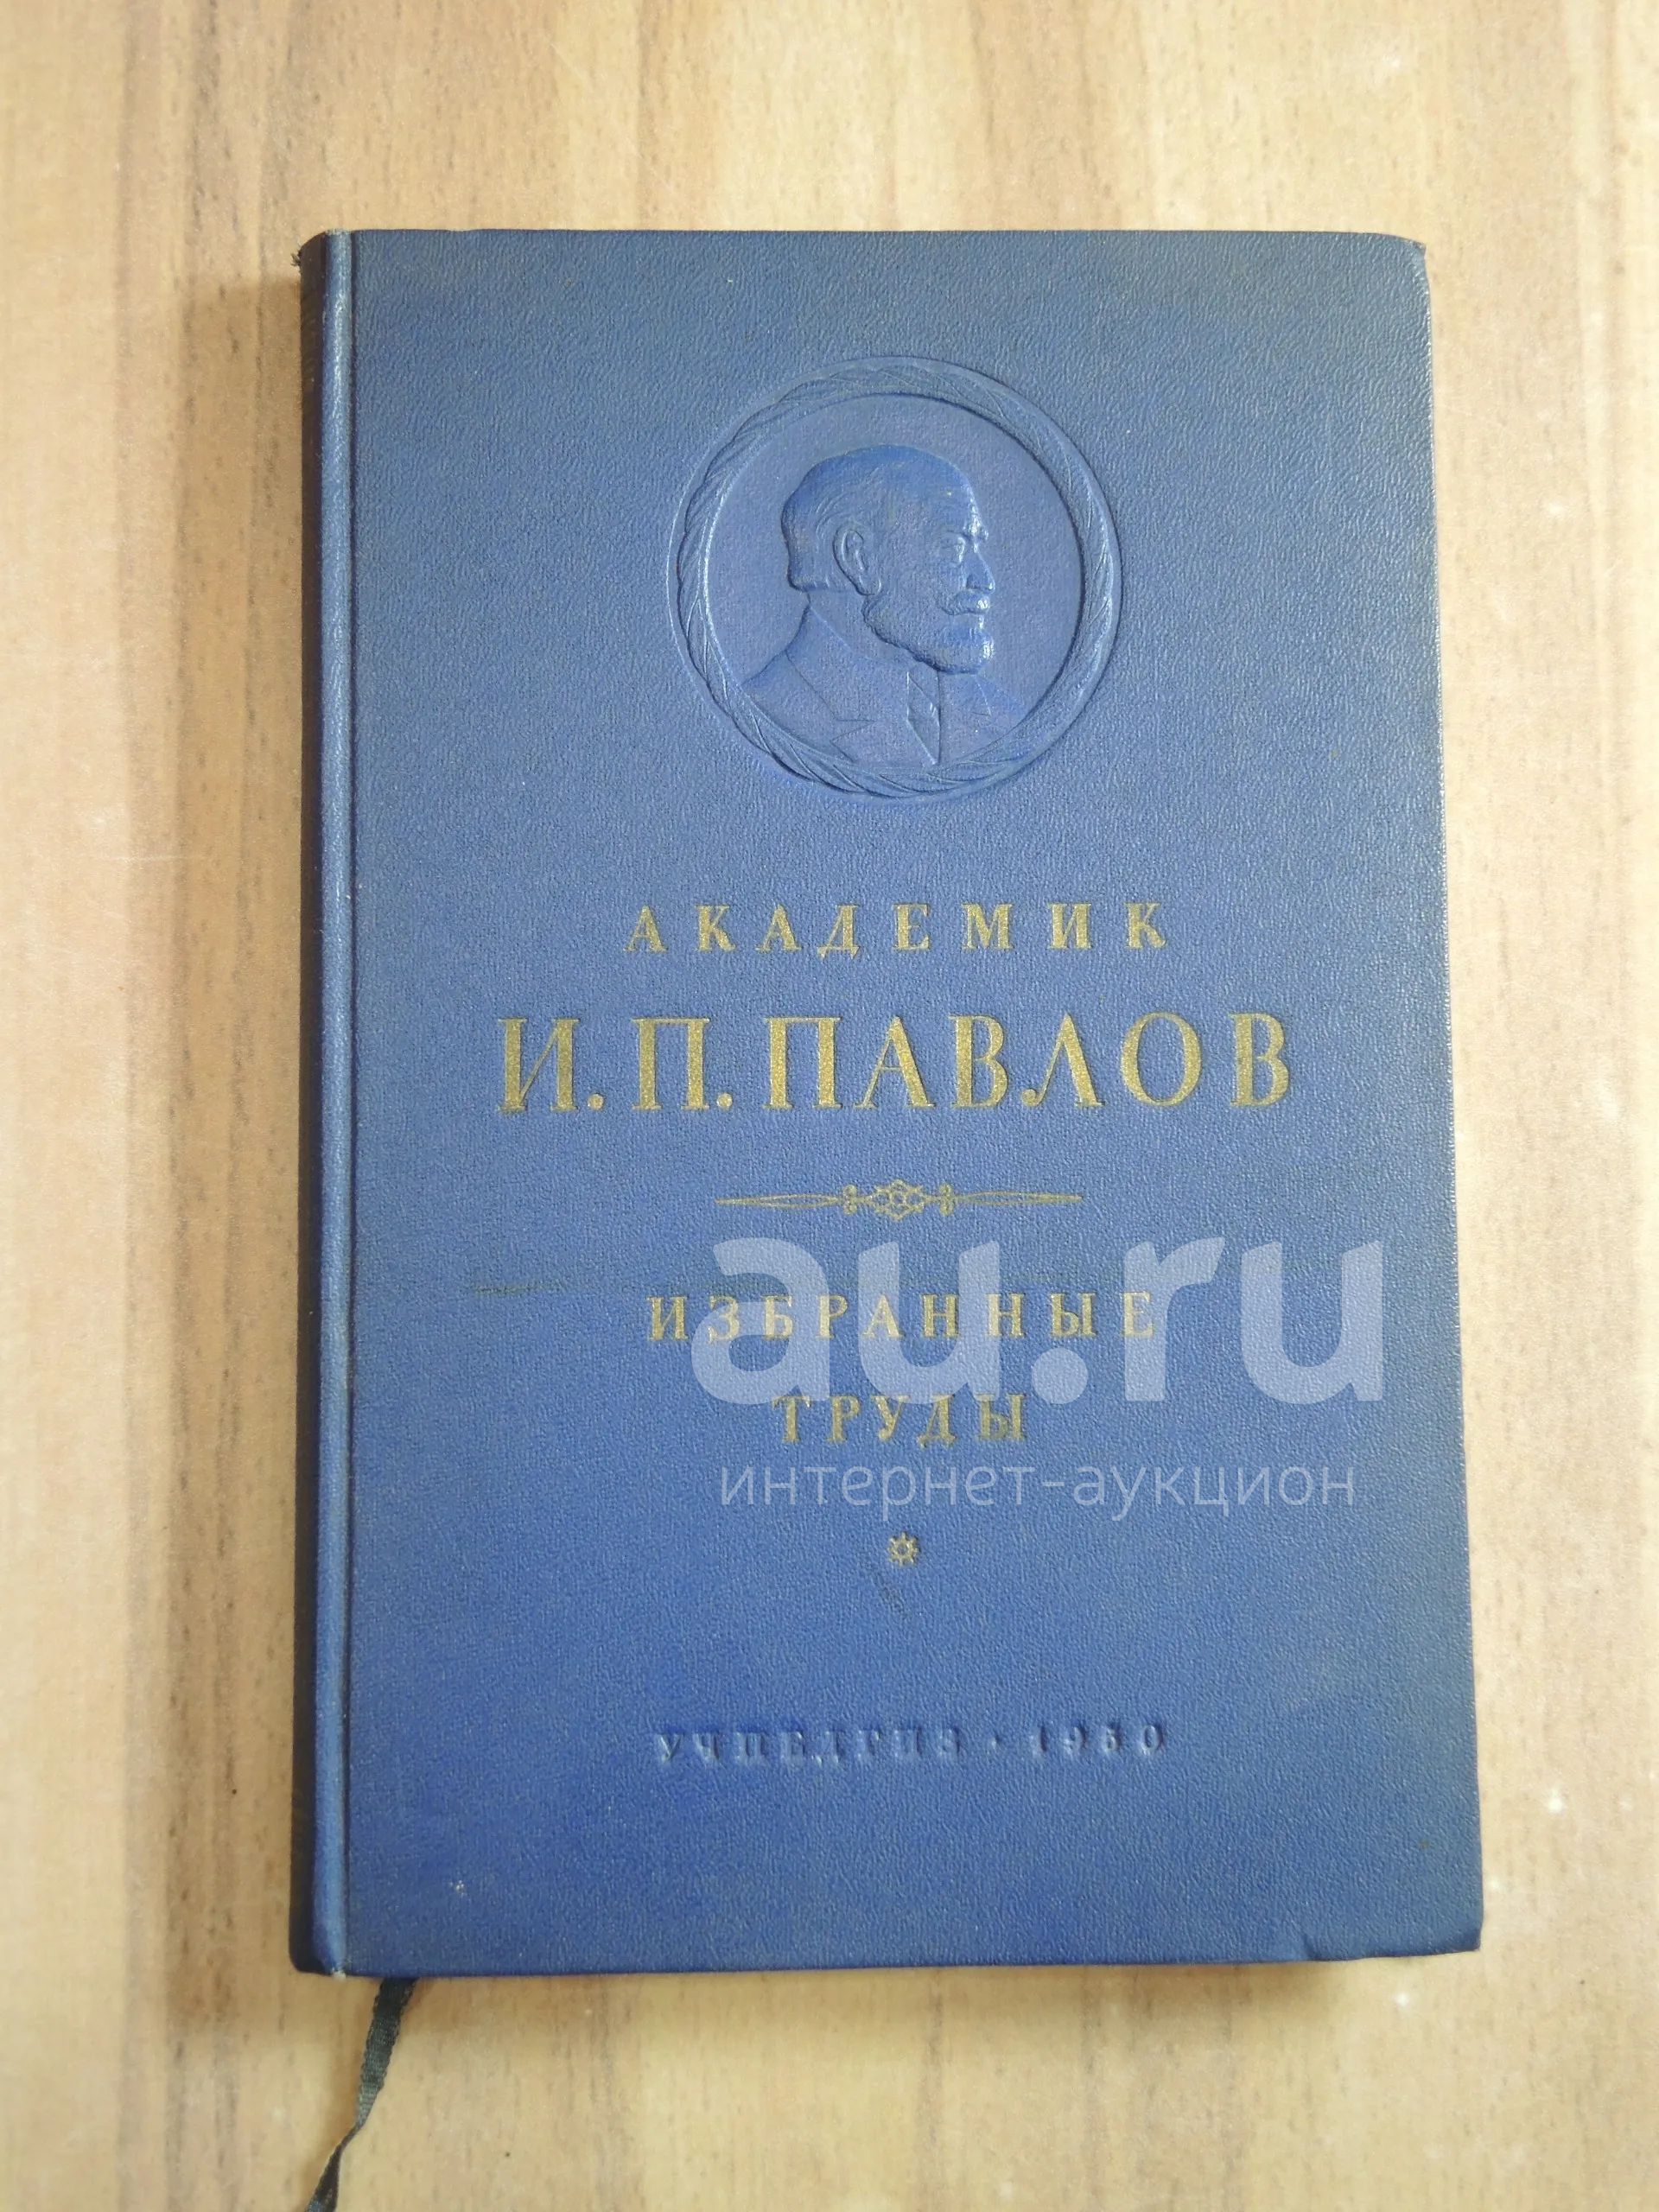 АКАДЕМИК
И.П.ПАВЛОВ
ИЗБРАННЫЕ
ТРУДЫ
au.ru
интернет-аукцион
УЧПЕДГИЗ · 1950